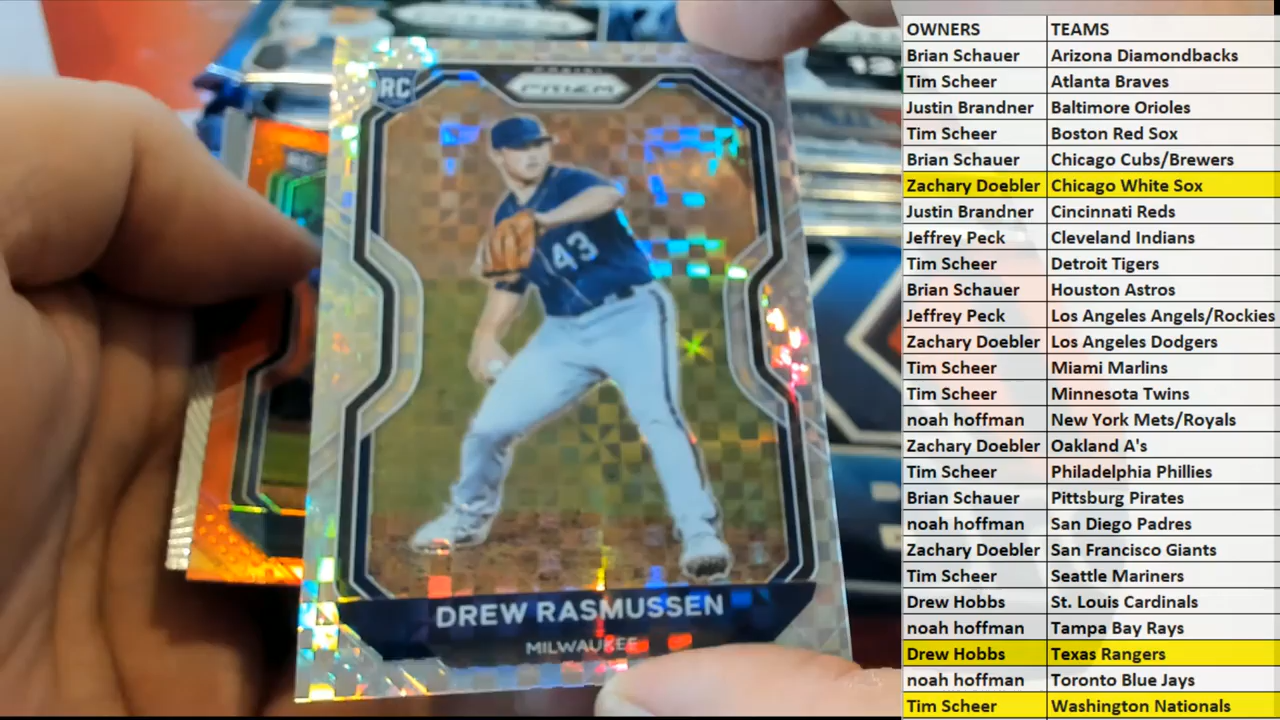 RC
PANINI
PRIZM
43
DREW RASMUSSEN
MILWAUKEE
OWNERS TEAMS
Brian Schauer Arizona Diamondbacks
Tim Scheer Atlanta Braves
Justin Brandner Baltimore Orioles
Tim Scheer Boston Red Sox
Brian Schauer Chicago Cubs/Brewers
Zachary Doebler Chicago White Sox
Justin Brandner Cincinnati Reds
Jeffrey Peck Cleveland Indians
Tim Scheer Detroit Tigers
Brian Schauer Houston Astros
Jeffrey Peck Los Angeles Angels/Rockies
Zachary Doebler Los Angeles Dodgers
Tim Scheer Miami Marlins
Tim Scheer Minnesota Twins
noah hoffman New York Mets/Royals
Zachary Doebler Oakland A's
Tim Scheer Philadelphia Phillies
Brian Schauer Pittsburg Pirates
noah hoffman San Diego Padres
Zachary Doebler San Francisco Giants
Tim Scheer Seattle Mariners
Drew Hobbs St. Louis Cardinals
noah hoffman Tampa Bay Rays
Drew Hobbs Texas Rangers
noah hoffman Toronto Blue Jays
Tim Scheer Washington Nationals